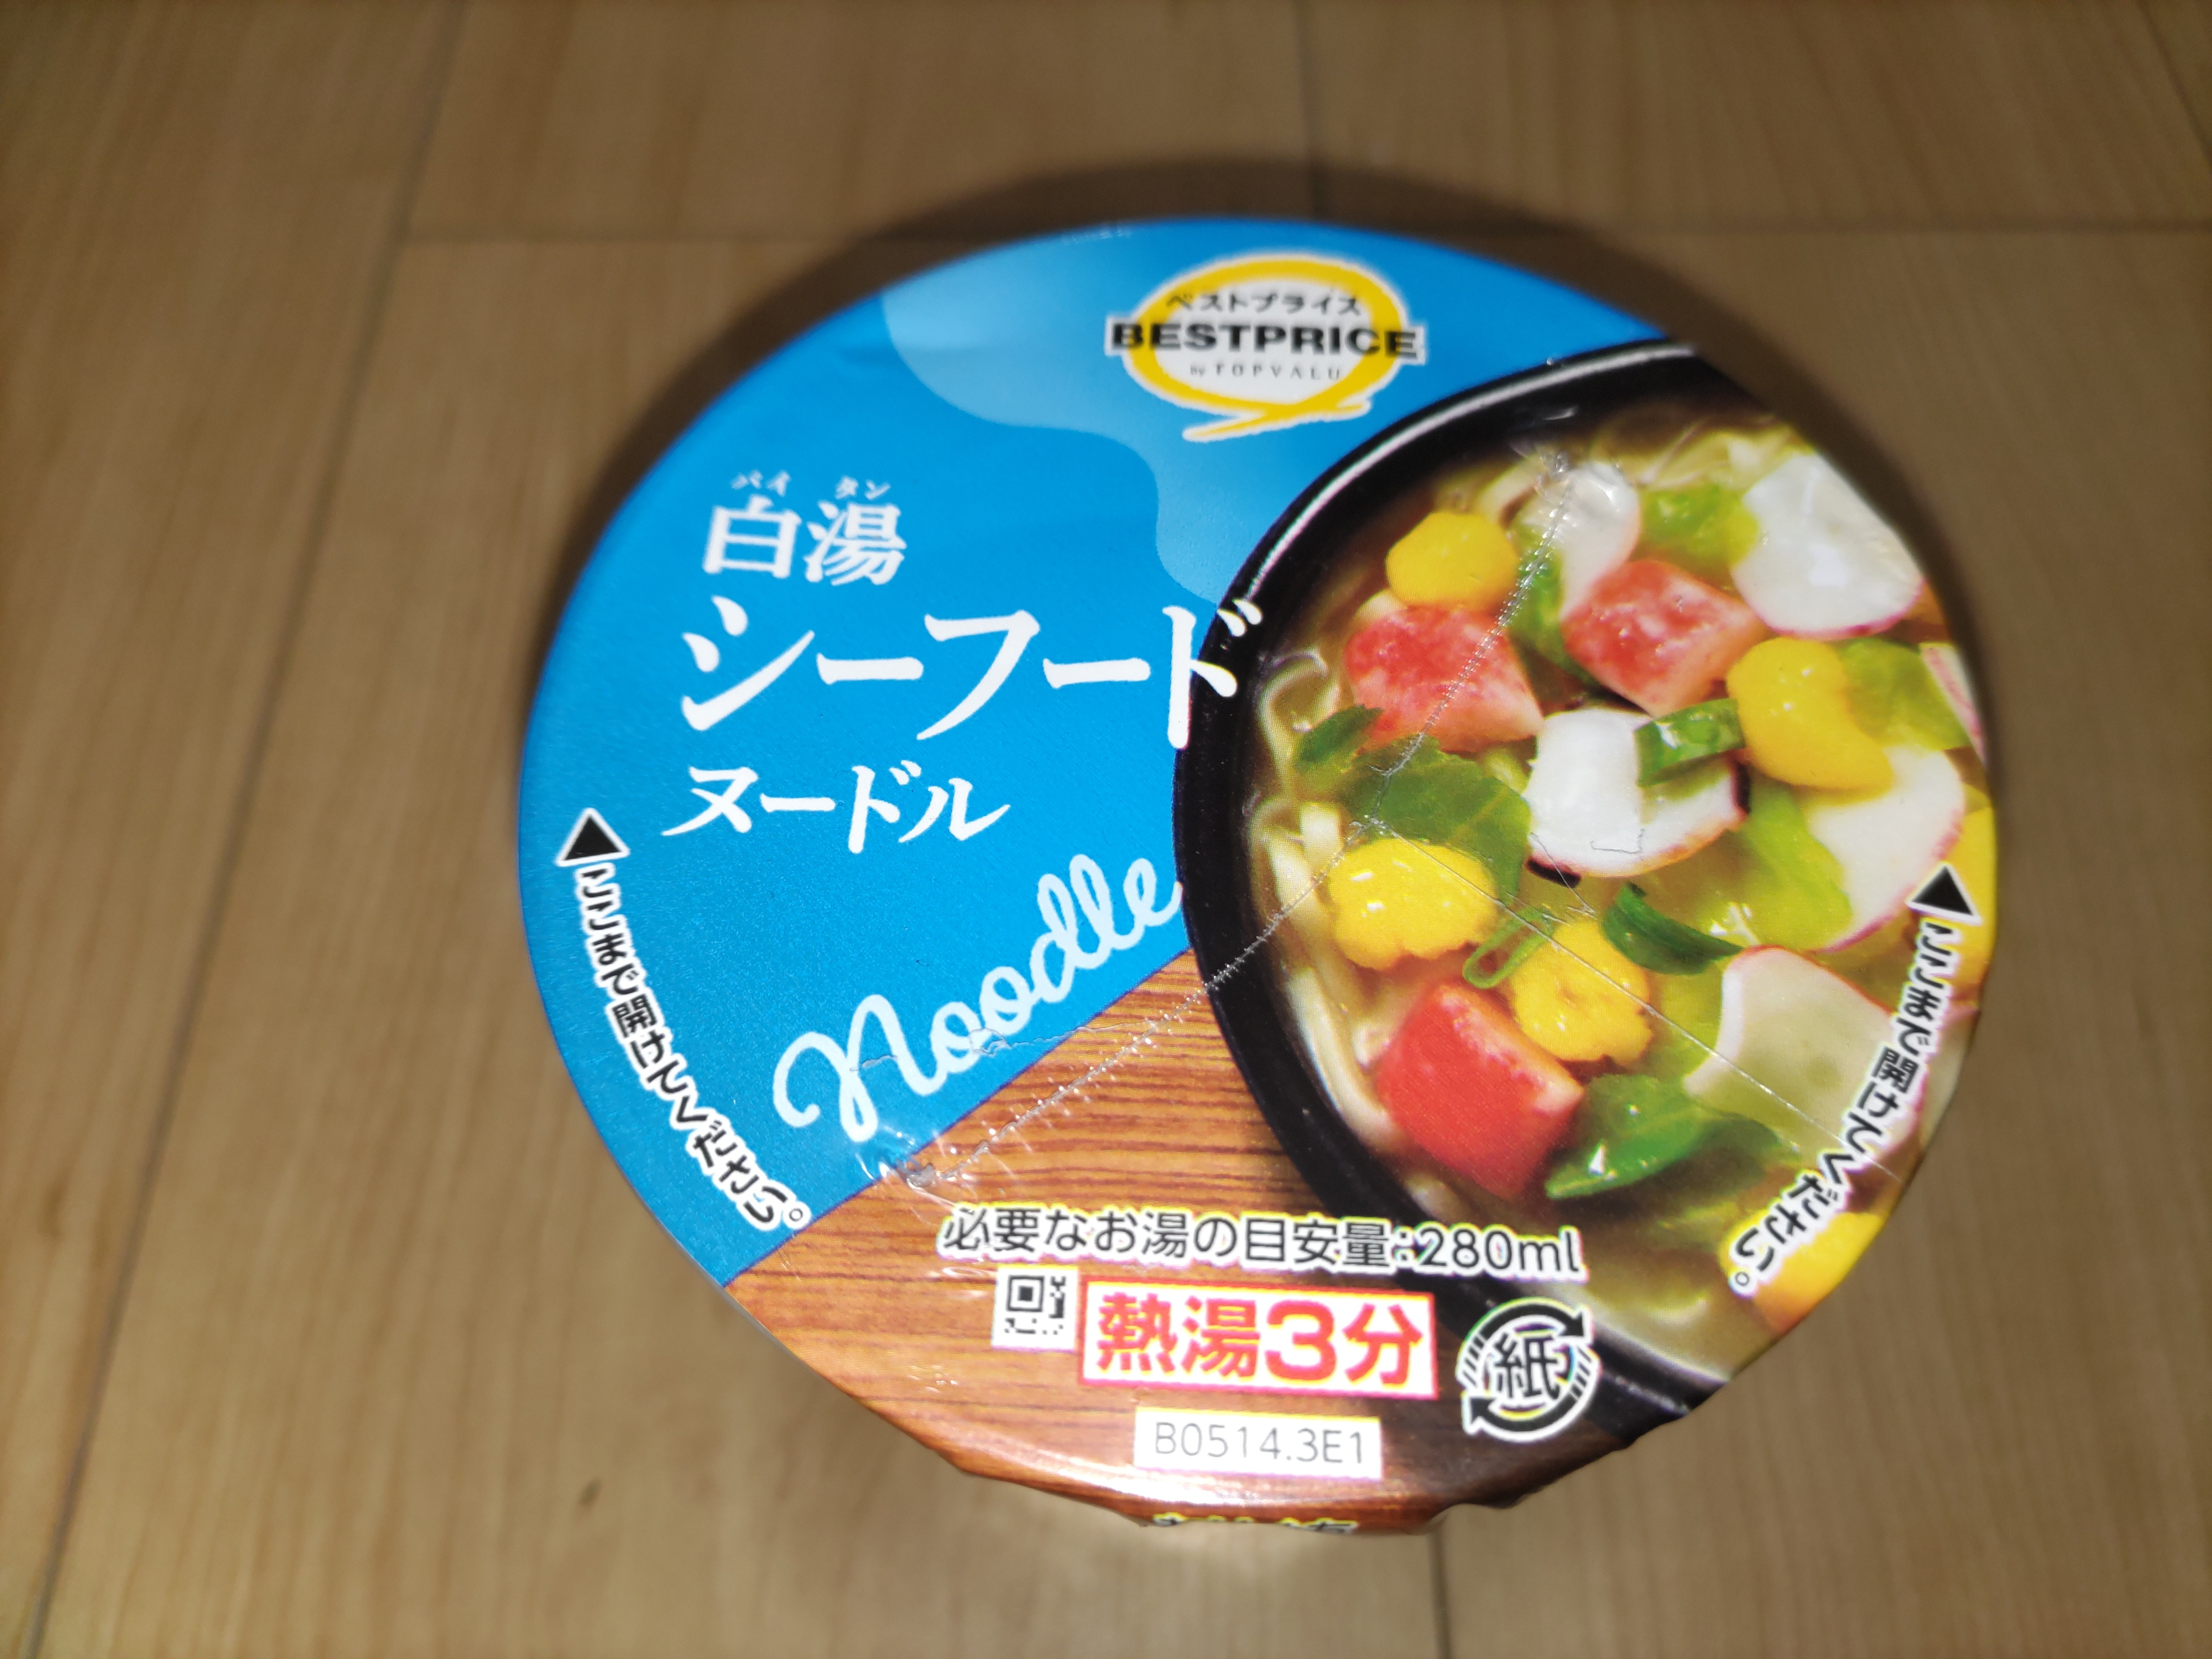 ベストプライス
BESTPRICE
by TOPVALU
パイ タン
白湯
シーフード
ヌードル
Noodle
▲ここまで開けてください。
▲ここまで開けてください。
必要なお湯の目安量:280ml
熱湯3分
紙
B0514.3E1